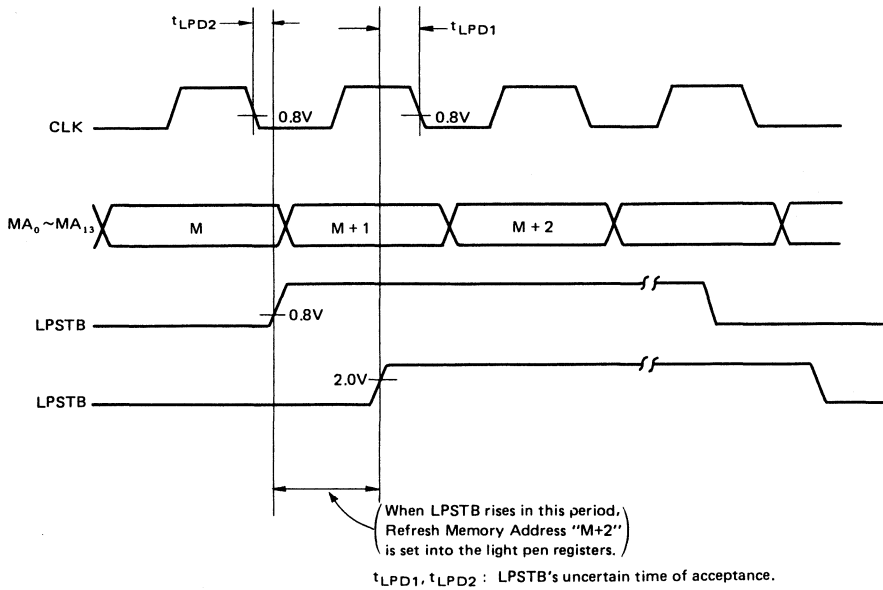 tLPD2 tLPD1
CLK 0.8V 0.8V
MA0~MA13 M M + 1 M + 2
LPSTB 0.8V
LPSTB 2.0V
When LPSTB rises in this period,
Refresh Memory Address "M+2"
is set into the light pen registers.
tLPD1, tLPD2 : LPSTB's uncertain time of acceptance.